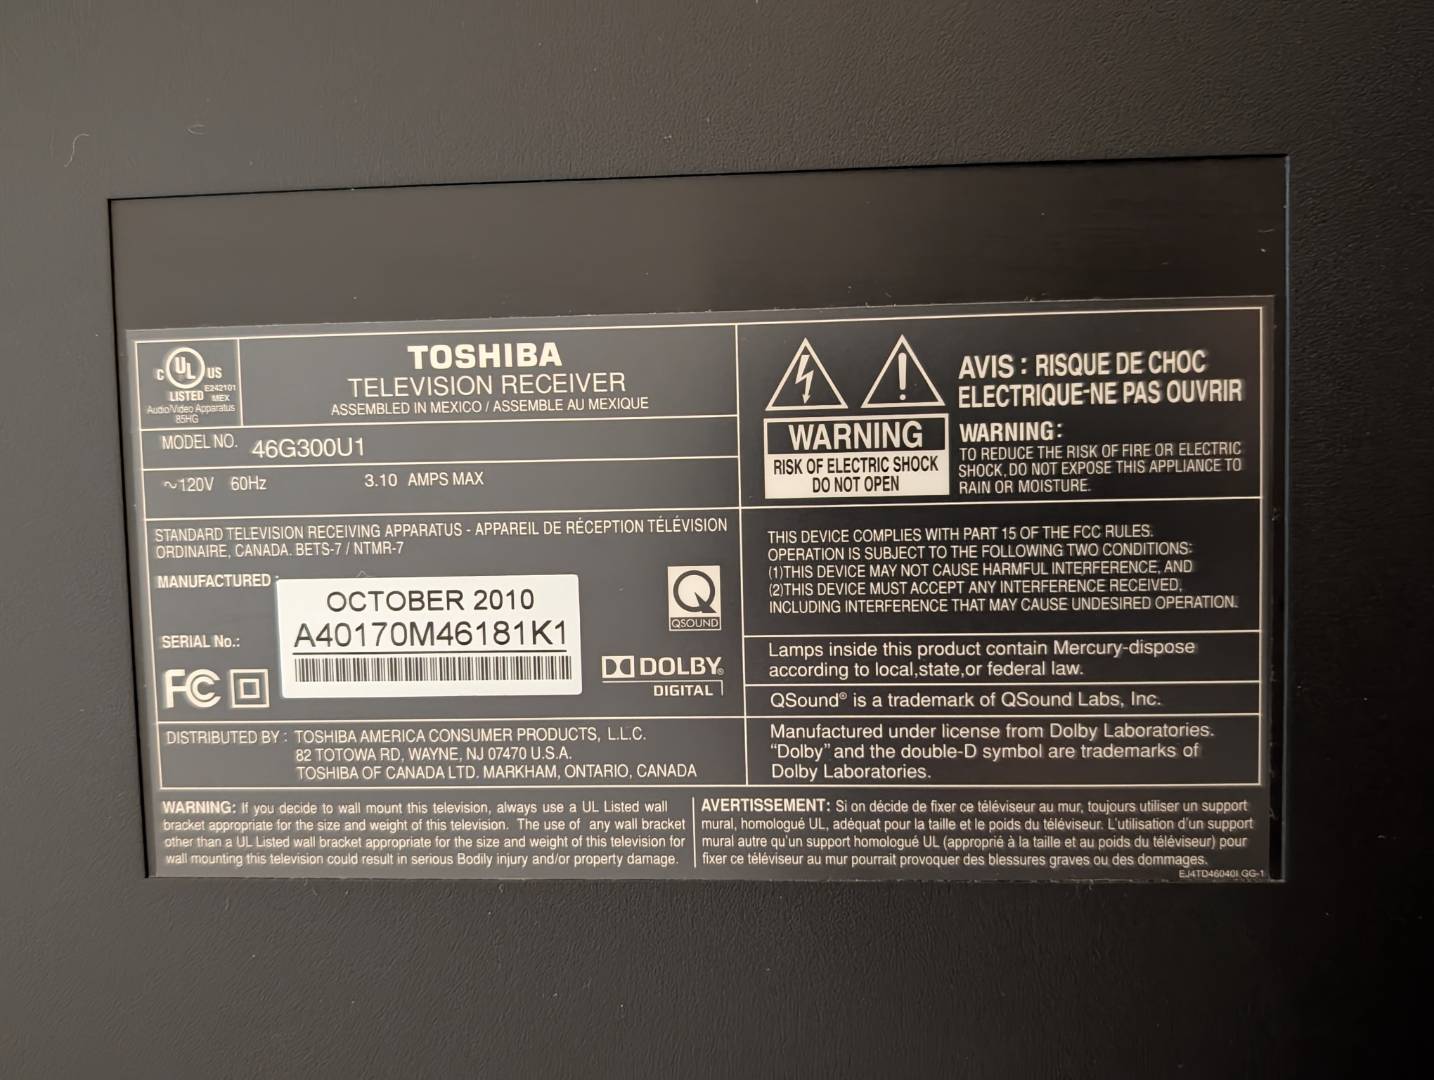 C UL US
LISTED
E242101
MEX
Audio/Video Apparatus
85HG
TOSHIBA
TELEVISION RECEIVER
ASSEMBLED IN MEXICO / ASSEMBLE AU MEXIQUE
MODEL NO. 46G300U1
~120V 60Hz 3.10 AMPS MAX
STANDARD TELEVISION RECEIVING APPARATUS - APPAREIL DE RÉCEPTION TÉLÉVISION
ORDINAIRE, CANADA. BETS-7 / NTMR-7
MANUFACTURED :
OCTOBER 2010
SERIAL No.: A40170M46181K1
FC
QSOUND
DOLBY®
DIGITAL
DISTRIBUTED BY : TOSHIBA AMERICA CONSUMER PRODUCTS, L.L.C.
82 TOTOWA RD, WAYNE, NJ 07470 U.S.A.
TOSHIBA OF CANADA LTD. MARKHAM, ONTARIO, CANADA
AVIS : RISQUE DE CHOC
ELECTRIQUE-NE PAS OUVRIR
WARNING
RISK OF ELECTRIC SHOCK
DO NOT OPEN
WARNING:
TO REDUCE THE RISK OF FIRE OR ELECTRIC
SHOCK, DO NOT EXPOSE THIS APPLIANCE TO
RAIN OR MOISTURE.
THIS DEVICE COMPLIES WITH PART 15 OF THE FCC RULES.
OPERATION IS SUBJECT TO THE FOLLOWING TWO CONDITIONS:
(1)THIS DEVICE MAY NOT CAUSE HARMFUL INTERFERENCE, AND
(2)THIS DEVICE MUST ACCEPT ANY INTERFERENCE RECEIVED,
INCLUDING INTERFERENCE THAT MAY CAUSE UNDESIRED OPERATION.
Lamps inside this product contain Mercury-dispose
according to local,state,or federal law.
QSound® is a trademark of QSound Labs, Inc.
Manufactured under license from Dolby Laboratories.
“Dolby” and the double-D symbol are trademarks of
Dolby Laboratories.
WARNING: If you decide to wall mount this television, always use a UL Listed wall
bracket appropriate for the size and weight of this television. The use of any wall bracket
other than a UL Listed wall bracket appropriate for the size and weight of this television for
wall mounting this television could result in serious Bodily injury and/or property damage.
AVERTISSEMENT: Si on décide de fixer ce téléviseur au mur, toujours utiliser un support
mural, homologué UL, adéquat pour la taille et le poids du téléviseur. L'utilisation d'un support
mural autre qu'un support homologué UL (approprié à la taille et au poids du téléviseur) pour
fixer ce téléviseur au mur pourrait provoquer des blessures graves ou des dommages.
EJ4TD46040I GG-1